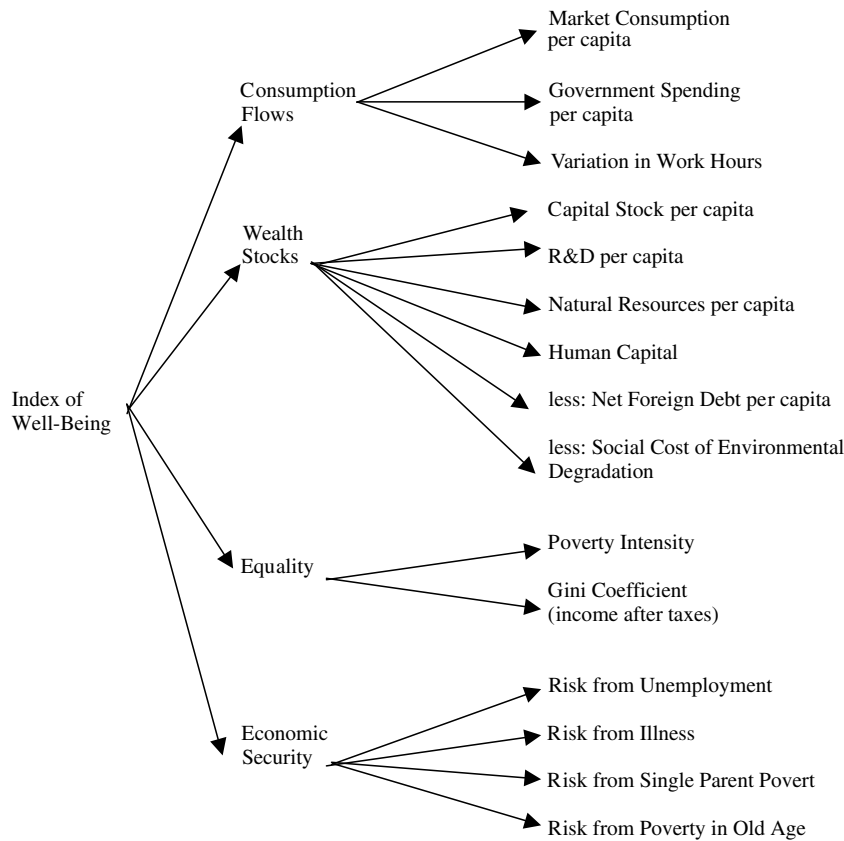 Index of
Well-Being
Consumption
Flows
Market Consumption
per capita
Government Spending
per capita
Variation in Work Hours
Wealth
Stocks
Capital Stock per capita
R&D per capita
Natural Resources per capita
Human Capital
less: Net Foreign Debt per capita
less: Social Cost of Environmental
Degradation
Equality
Poverty Intensity
Gini Coefficient
(income after taxes)
Economic
Security
Risk from Unemployment
Risk from Illness
Risk from Single Parent Povert
Risk from Poverty in Old Age